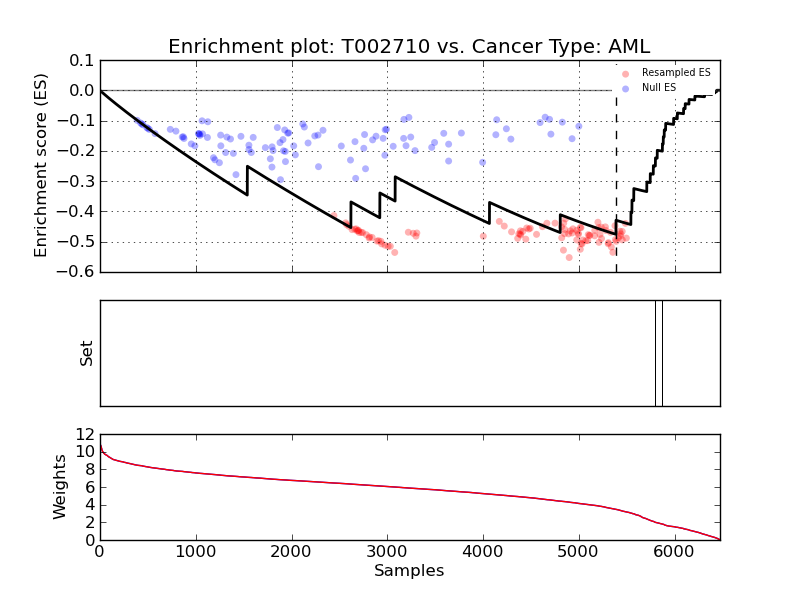 Enrichment plot: T002710 vs. Cancer Type: AML
Enrichment score (ES)
0.1
0.0
−0.1
−0.2
−0.3
−0.4
−0.5
−0.6
Resampled ES
Null ES
Set
Weights
12
10
8
6
4
2
0
0 1000 2000 3000 4000 5000 6000
Samples